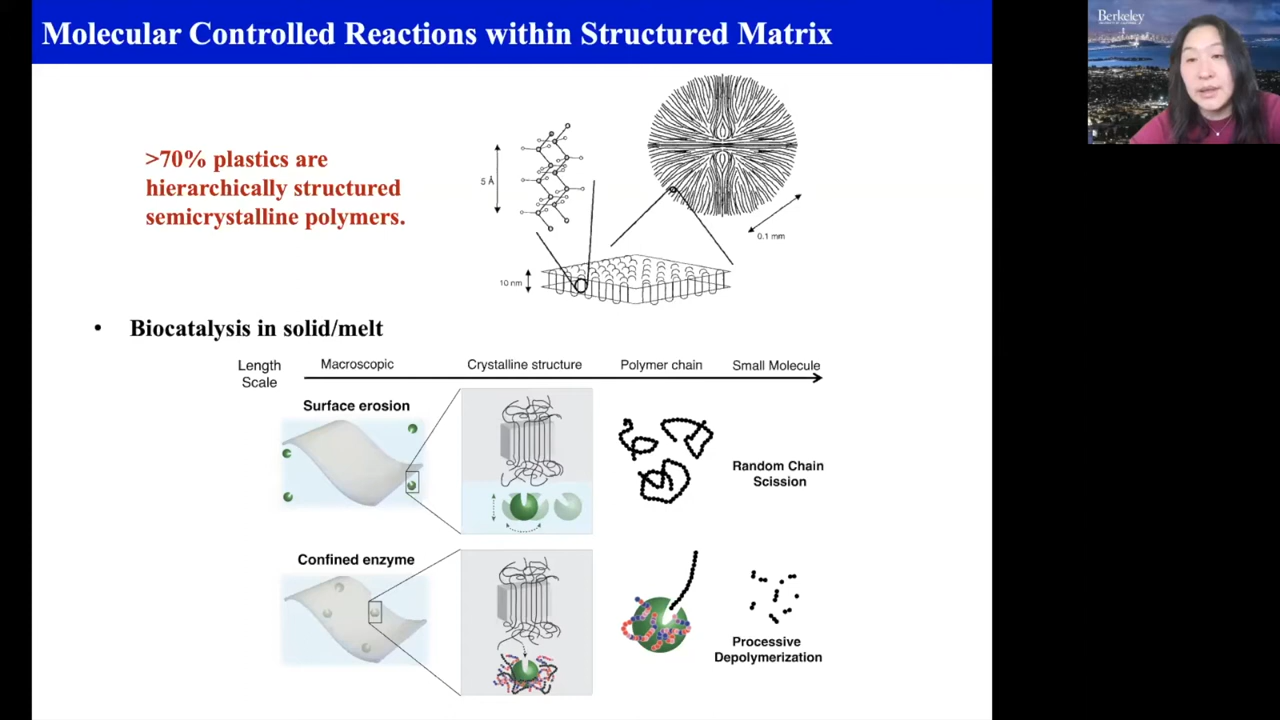 Molecular Controlled Reactions within Structured Matrix
Berkeley
>70% plastics are
hierarchically structured
semicrystalline polymers.
5 Å
0.1 mm
10 nm
• Biocatalysis in solid/melt
Length
Scale
Macroscopic
Crystalline structure
Polymer chain
Small Molecule
Surface erosion
Random Chain
Scission
Confined enzyme
Processive
Depolymerization